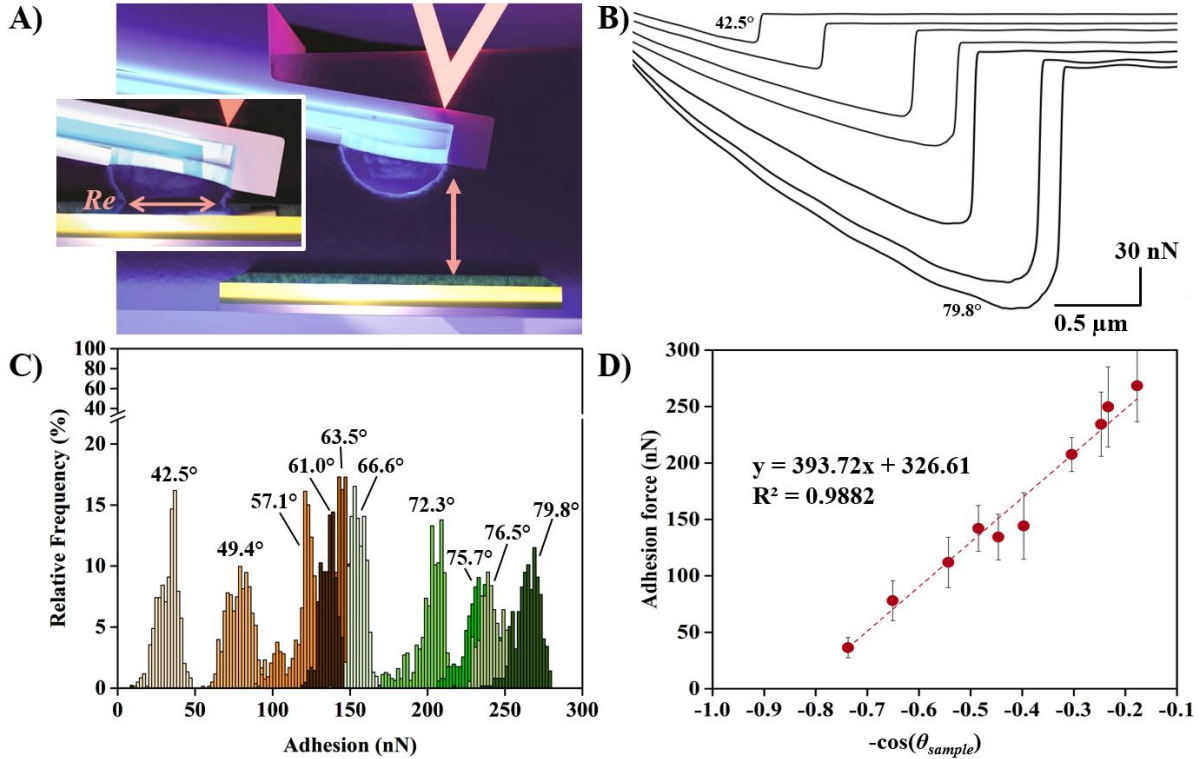 A)
Re
B)
42.5°
79.8°
30 nN
0.5 µm
C)
Relative Frequency (%)
100
80
60
40
20
15
10
5
0
42.5°
49.4°
57.1°
61.0°
63.5°
66.6°
72.3°
75.7°
76.5°
79.8°
0 50 100 150 200 250 300
Adhesion (nN)
D)
Adhesion force (nN)
300
250
200
150
100
50
0
y = 393.72x + 326.61
R² = 0.9882
-1.0 -0.9 -0.8 -0.7 -0.6 -0.5 -0.4 -0.3 -0.2 -0.1
-cos(θsample)